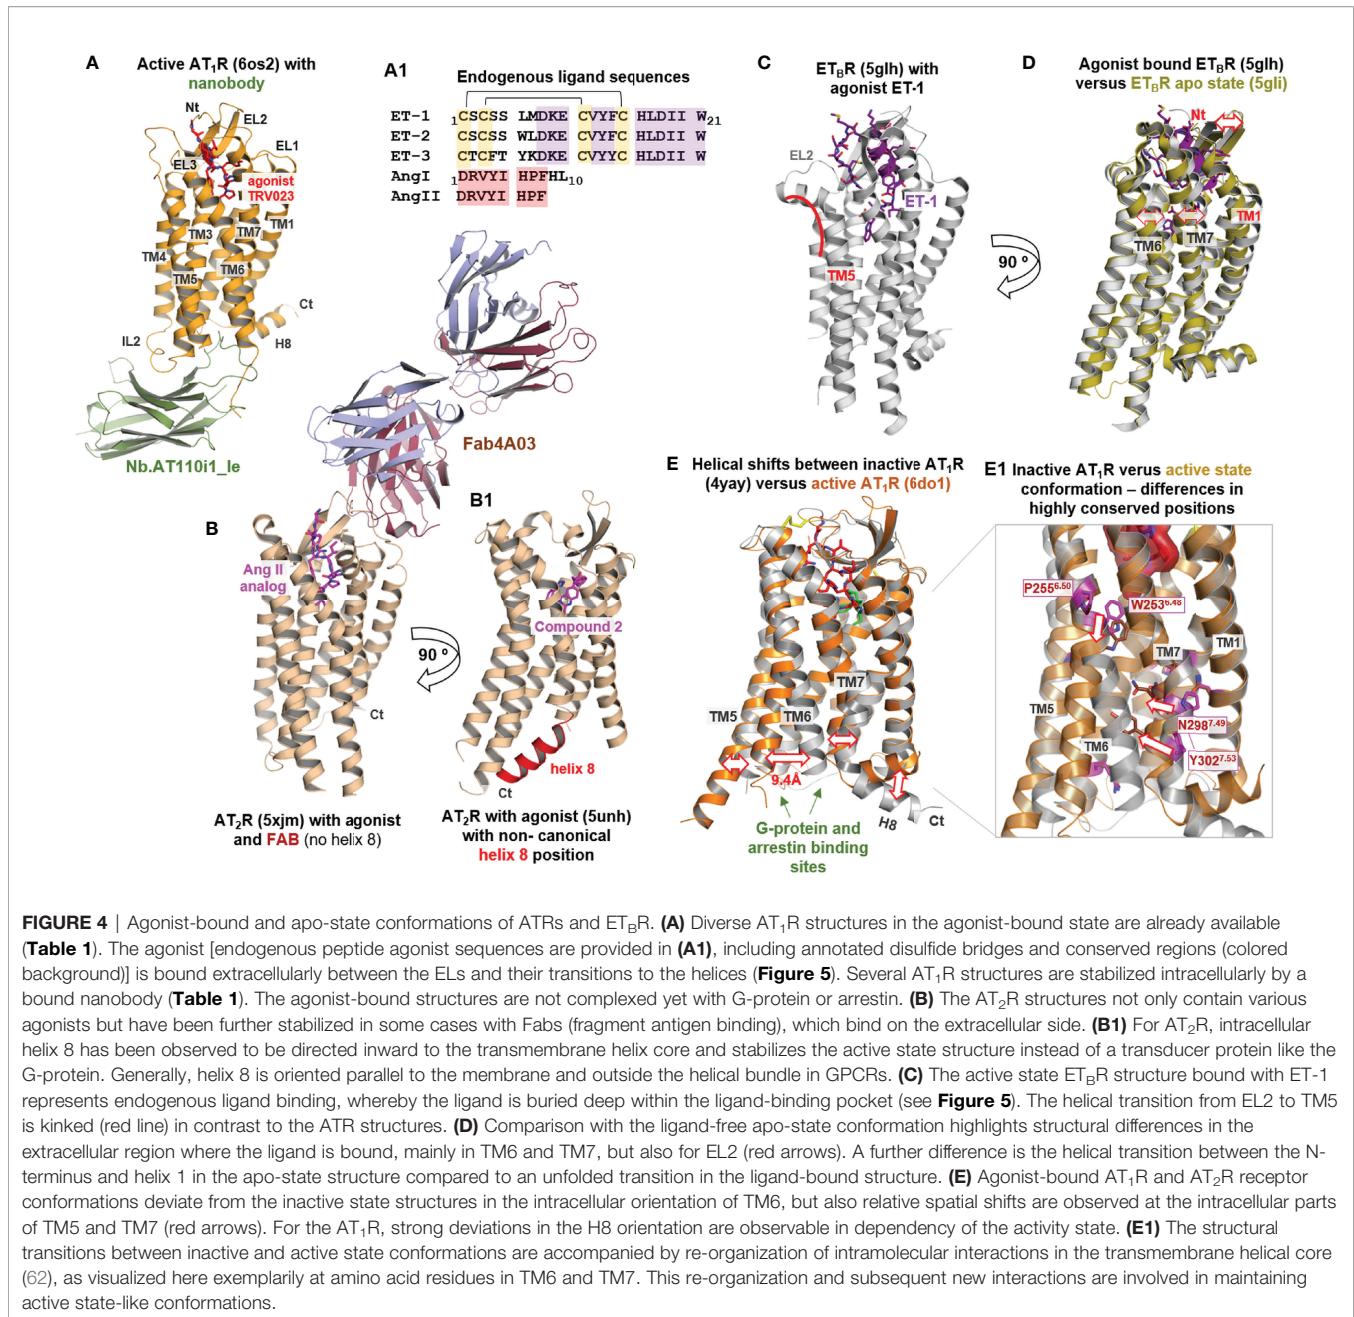 A
Active AT₁R (6os2) with
nanobody
Nt
EL2
EL1
EL3
agonist
TRV023
TM3
TM7
TM1
TM4
TM6
TM5
Ct
IL2
H8
Nb.AT110i1_le
A1
Endogenous ligand sequences
ET-1 ₁CSCSS LMDKE CVYFC HLDII W₂₁
ET-2 CSCSS WLDKE CVYFC HLDII W
ET-3 CTCFT YKDKE CVYYC HLDII W
AngI ₁DRVYI HPFHL₁₀
AngII DRVYI HPF
Fab4A03
B
Ang II
analog
Ct
AT₂R (5xjm) with agonist
and FAB (no helix 8)
90 º
B1
Compound 2
helix 8
Ct
AT₂R with agonist (5unh)
with non- canonical
helix 8 position
C
ET_BR (5glh) with
agonist ET-1
EL2
ET-1
TM5
90 º
D
Agonist bound ET_BR (5glh)
versus ET_BR apo state (5gli)
Nt
TM1
TM6
TM7
E
Helical shifts between inactive AT₁R
(4yay) versus active AT₁R (6do1)
TM7
TM5
TM6
9.4Å
H8
Ct
G-protein and
arrestin binding
sites
E1 Inactive AT₁R verus active state
conformation – differences in
highly conserved positions
P255⁶·⁵⁰
W253⁶·⁴⁸
TM7
TM1
TM5
N298⁷·⁴⁹
TM6
Y302⁷·⁵³
FIGURE 4 | Agonist-bound and apo-state conformations of ATRs and ET_BR. (A) Diverse AT₁R structures in the agonist-bound state are already available
(Table 1). The agonist [endogenous peptide agonist sequences are provided in (A1), including annotated disulfide bridges and conserved regions (colored
background)] is bound extracellularly between the ELs and their transitions to the helices (Figure 5). Several AT₁R structures are stabilized intracellularly by a
bound nanobody (Table 1). The agonist-bound structures are not complexed yet with G-protein or arrestin. (B) The AT₂R structures not only contain various
agonists but have been further stabilized in some cases with Fabs (fragment antigen binding), which bind on the extracellular side. (B1) For AT₂R, intracellular
helix 8 has been observed to be directed inward to the transmembrane helix core and stabilizes the active state structure instead of a transducer protein like the
G-protein. Generally, helix 8 is oriented parallel to the membrane and outside the helical bundle in GPCRs. (C) The active state ET_BR structure bound with ET-1
represents endogenous ligand binding, whereby the ligand is buried deep within the ligand-binding pocket (see Figure 5). The helical transition from EL2 to TM5
is kinked (red line) in contrast to the ATR structures. (D) Comparison with the ligand-free apo-state conformation highlights structural differences in the
extracellular region where the ligand is bound, mainly in TM6 and TM7, but also for EL2 (red arrows). A further difference is the helical transition between the N-
terminus and helix 1 in the apo-state structure compared to an unfolded transition in the ligand-bound structure. (E) Agonist-bound AT₁R and AT₂R receptor
conformations deviate from the inactive state structures in the intracellular orientation of TM6, but also relative spatial shifts are observed at the intracellular parts
of TM5 and TM7 (red arrows). For the AT₁R, strong deviations in the H8 orientation are observable in dependency of the activity state. (E1) The structural
transitions between inactive and active state conformations are accompanied by re-organization of intramolecular interactions in the transmembrane helical core
(62), as visualized here exemplarily at amino acid residues in TM6 and TM7. This re-organization and subsequent new interactions are involved in maintaining
active state-like conformations.